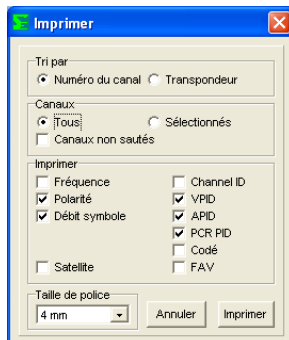 Imprimer
Tri par
Numéro du canal Transpondeur
Canaux
Tous Sélectionnés
Canaux non sautés
Imprimer
Fréquence Channel ID
Polarité VPID
Débit symbole APID
PCR PID
Codé
Satellite FAV
Taille de police
4 mm Annuler Imprimer